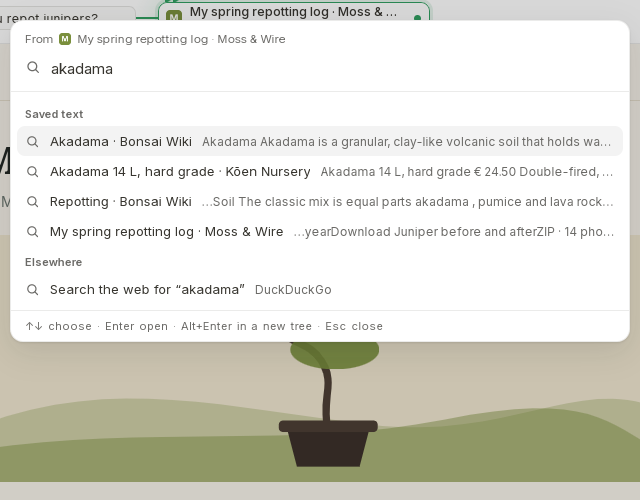 u repot junipers?
My spring repotting log · Moss & ...
From M My spring repotting log · Moss & Wire
akadama
Saved text
Akadama · Bonsai Wiki Akadama Akadama is a granular, clay-like volcanic soil that holds wa...
Akadama 14 L, hard grade · Kōen Nursery Akadama 14 L, hard grade € 24.50 Double-fired, ...
Repotting · Bonsai Wiki ...Soil The classic mix is equal parts akadama , pumice and lava rock...
My spring repotting log · Moss & Wire ...yearDownload Juniper before and afterZIP · 14 pho...
Elsewhere
Search the web for “akadama” DuckDuckGo
↑↓ choose · Enter open · Alt+Enter in a new tree · Esc close